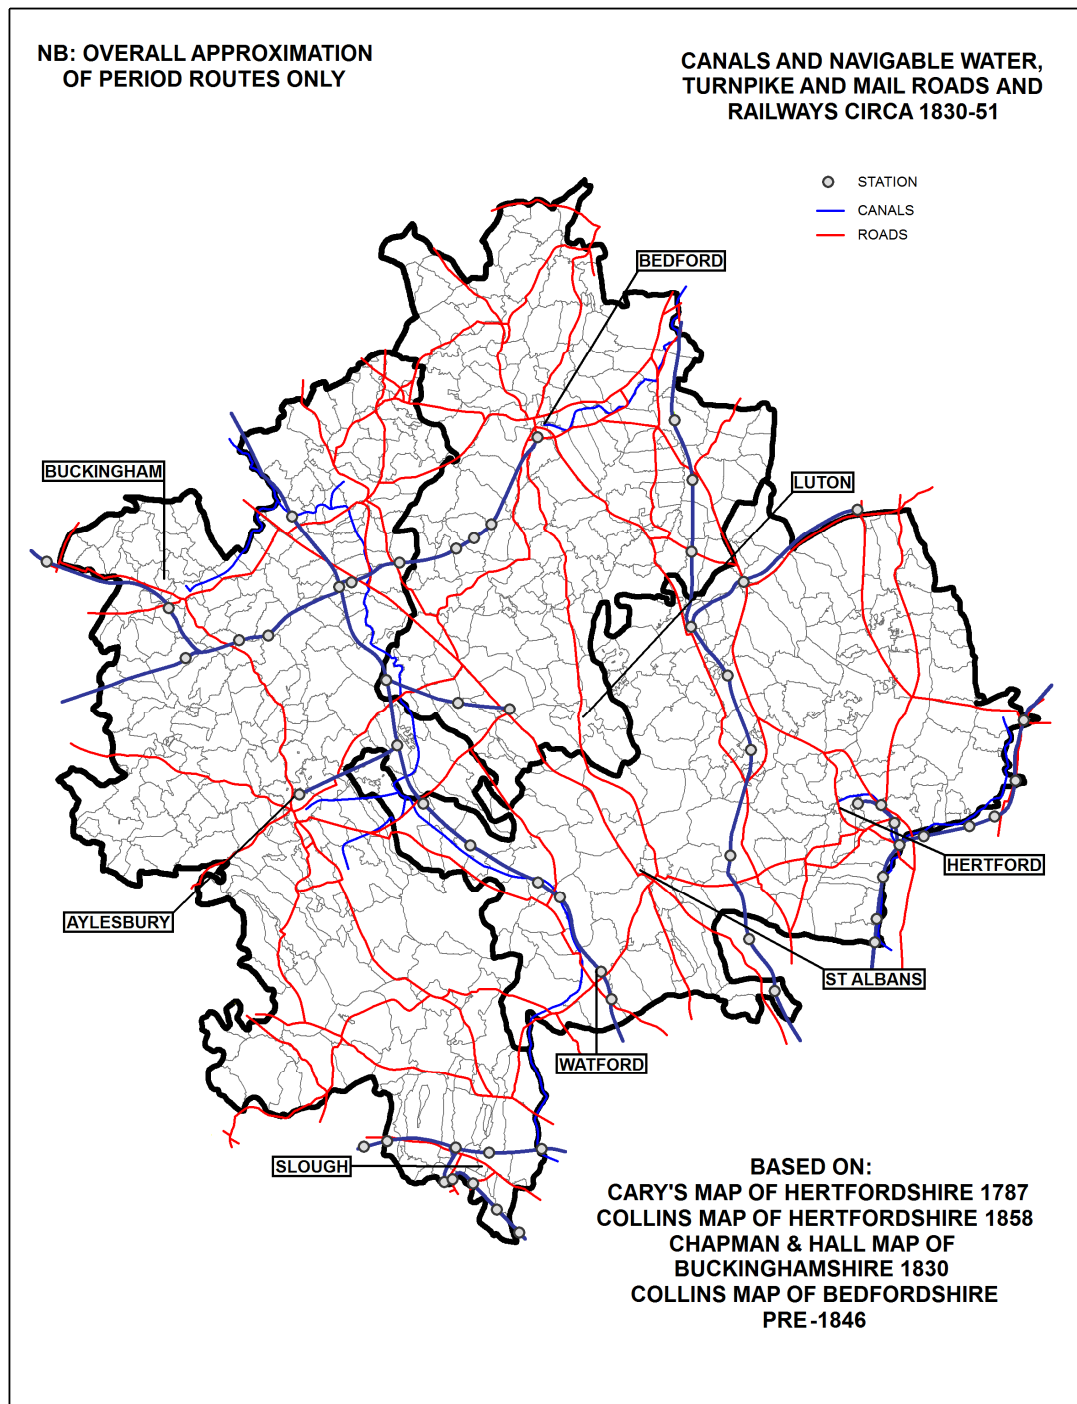 NB: OVERALL APPROXIMATION
OF PERIOD ROUTES ONLY
CANALS AND NAVIGABLE WATER,
TURNPIKE AND MAIL ROADS AND
RAILWAYS CIRCA 1830-51
STATION
CANALS
ROADS
BEDFORD
BUCKINGHAM
LUTON
HERTFORD
AYLESBURY
ST ALBANS
WATFORD
SLOUGH
BASED ON:
CARY'S MAP OF HERTFORDSHIRE 1787
COLLINS MAP OF HERTFORDSHIRE 1858
CHAPMAN & HALL MAP OF
BUCKINGHAMSHIRE 1830
COLLINS MAP OF BEDFORDSHIRE
PRE-1846